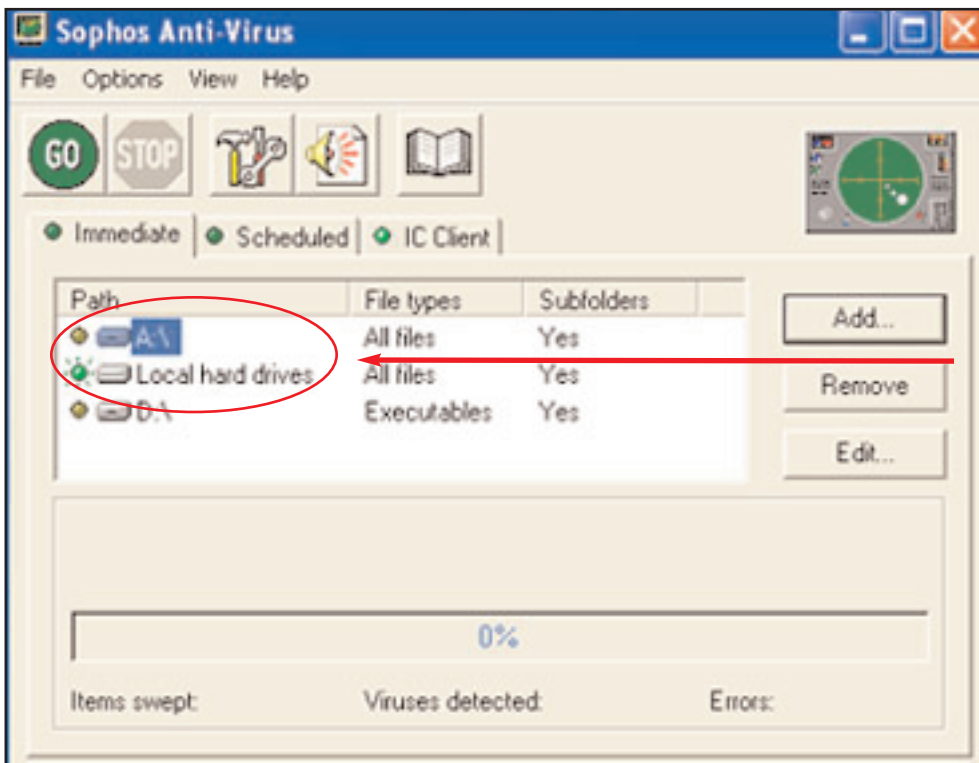 Sophos Anti-Virus
File Options View Help
GO STOP
Immediate Scheduled IC Client
Path File types Subfolders
A:\ All files Yes
Local hard drives All files Yes
D:\ Executables Yes
Add...
Remove
Edit...
0%
Items swept: Viruses detected: Errors: